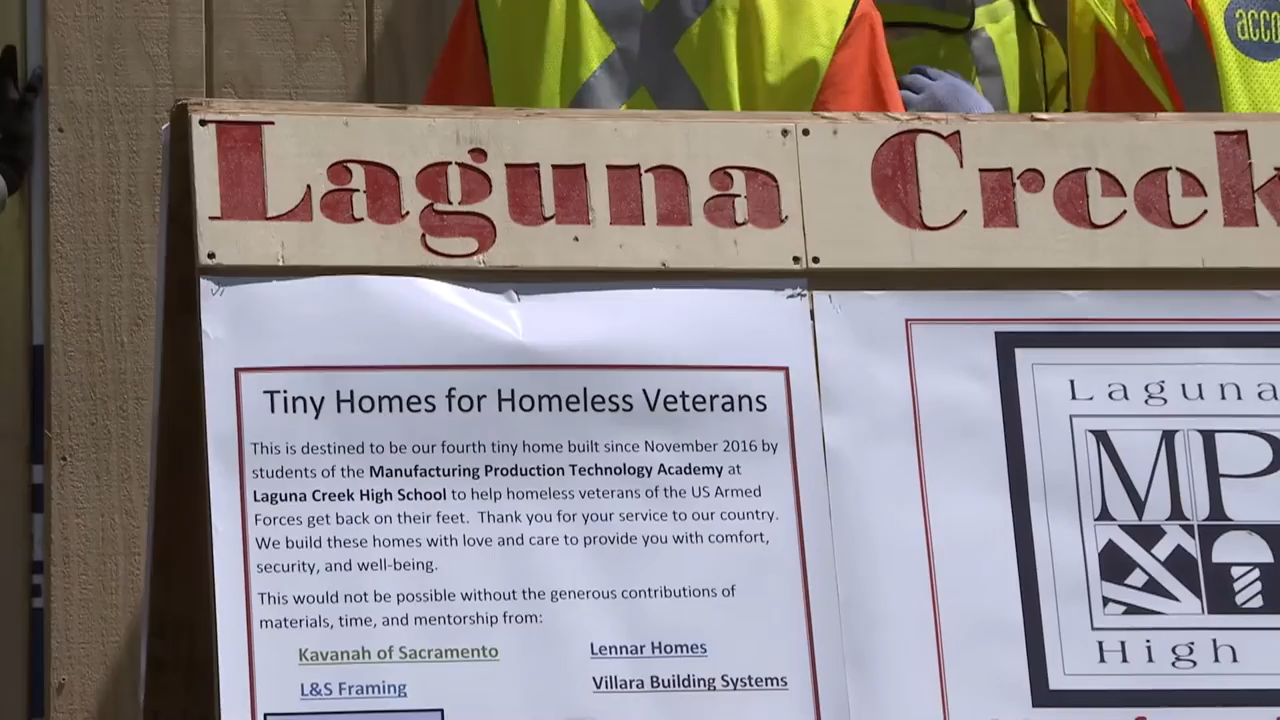 acco
Laguna Creek
Tiny Homes for Homeless Veterans
This is destined to be our fourth tiny home built since November 2016 by
students of the Manufacturing Production Technology Academy at
Laguna Creek High School to help homeless veterans of the US Armed
Forces get back on their feet. Thank you for your service to our country.
We build these homes with love and care to provide you with comfort,
security, and well-being.
This would not be possible without the generous contributions of
materials, time, and mentorship from:
Kavanah of Sacramento
Lennar Homes
L&S Framing
Villara Building Systems
Laguna
MP
High